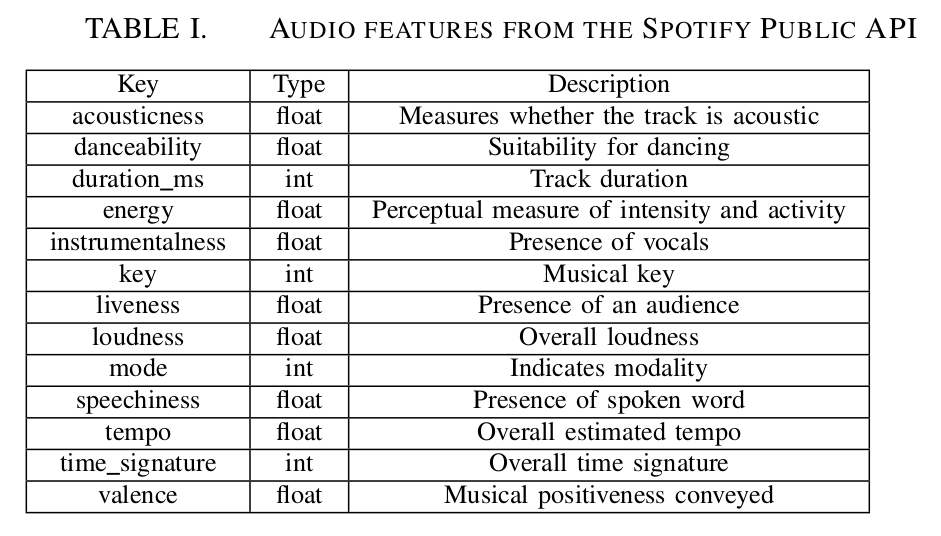 TABLE I. AUDIO FEATURES FROM THE SPOTIFY PUBLIC API
Key Type Description
acousticness float Measures whether the track is acoustic
danceability float Suitability for dancing
duration_ms int Track duration
energy float Perceptual measure of intensity and activity
instrumentalness float Presence of vocals
key int Musical key
liveness float Presence of an audience
loudness float Overall loudness
mode int Indicates modality
speechiness float Presence of spoken word
tempo float Overall estimated tempo
time_signature int Overall time signature
valence float Musical positiveness conveyed